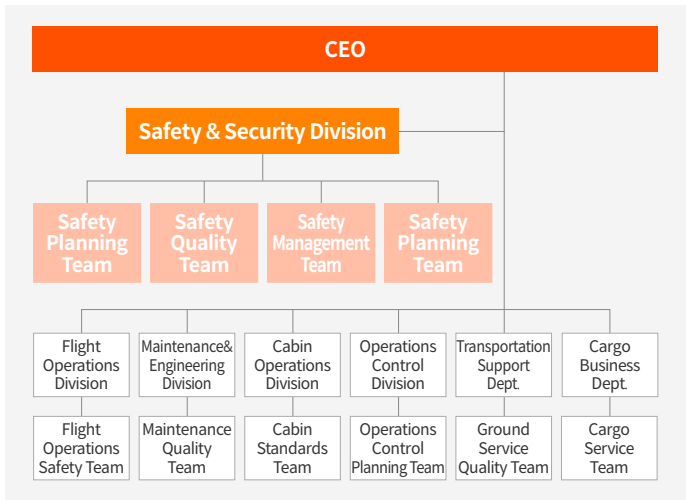 CEO
Safety & Security Division
Safety
Planning
Team
Safety
Quality
Team
Safety
Management
Team
Safety
Planning
Team
Flight
Operations
Division
Maintenance&
Engineering
Division
Cabin
Operations
Division
Operations
Control
Division
Transportation
Support
Dept.
Cargo
Business
Dept.
Flight
Operations
Safety Team
Maintenance
Quality
Team
Cabin
Standards
Team
Operations
Control
Planning Team
Ground
Service
Quality Team
Cargo
Service
Team